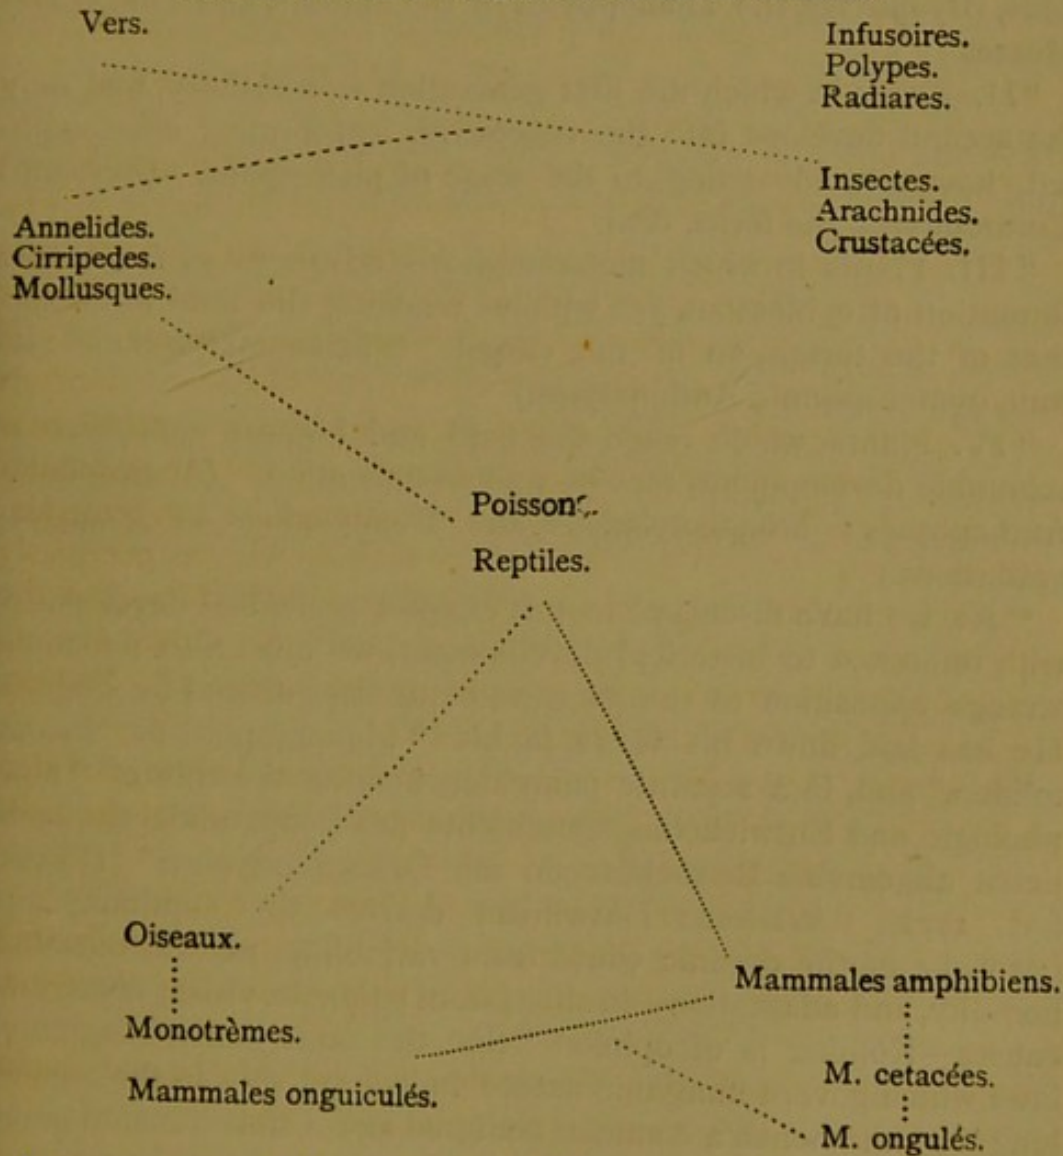 Vers.
Infusoires.
Polypes.
Radiares.
Insectes.
Arachnides.
Crustacées.
Annelides.
Cirripedes.
Mollusques.
Poissons.
Reptiles.
Oiseaux.
Monotrèmes.
Mammales onguiculés.
Mammales amphibiens.
M. cetacées.
M. ongulés.